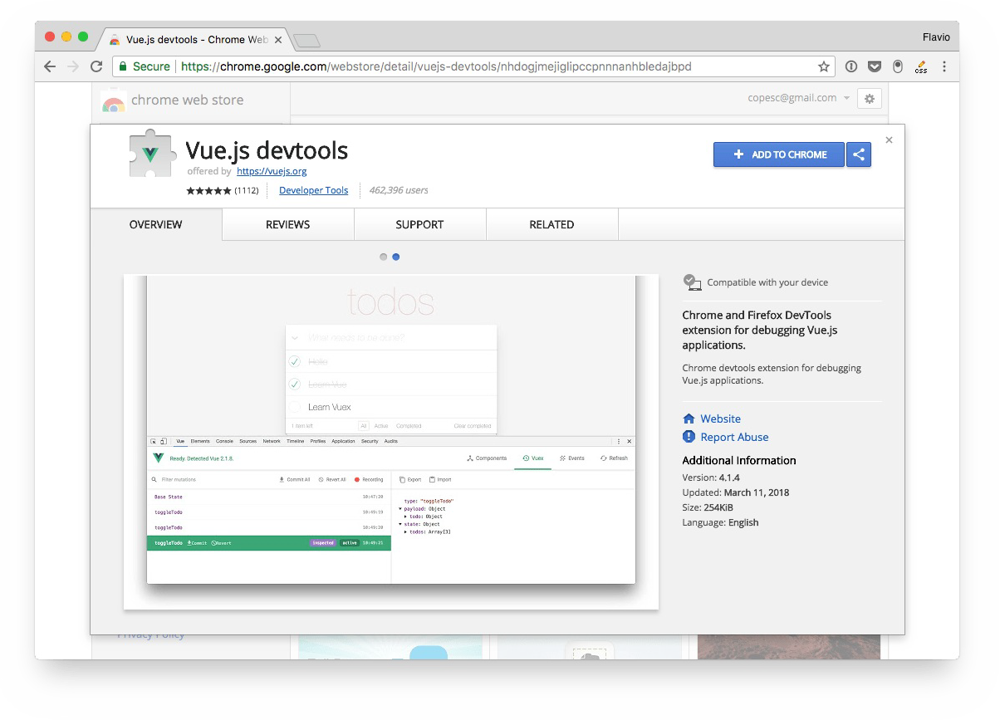 Vue.js devtools - Chrome Web
Flavio
Secure https://chrome.google.com/webstore/detail/vuejs-devtools/nhdogjmejiglipccpnnnanhbledajbpd
css
chrome web store
copesc@gmail.com
Vue.js devtools
offered by https://vuejs.org
(1112) Developer Tools 462,396 users
ADD TO CHROME
OVERVIEW REVIEWS SUPPORT RELATED
todos
What needs to be done?
Hello
Learn Vue
Learn Vuex
1 item left All Active Completed Clear completed
Vue Elements Console Sources Network Timeline Profiles Application Security Audits
Ready. Detected Vue 2.1.8.
Components Vuex Events Refresh
Filter mutations Commit All Revert All Recording Export Import
Base State 10:47:20
toggleTodo 10:49:19
toggleTodo 10:49:20
toggleTodo Commit Revert inspected active 10:49:21
type: "toggleTodo"
payload: Object
todo: Object
state: Object
todos: Array[3]
Compatible with your device
Chrome and Firefox DevTools
extension for debugging Vue.js
applications.
Chrome devtools extension for debugging
Vue.js applications.
Website
Report Abuse
Additional Information
Version: 4.1.4
Updated: March 11, 2018
Size: 254KiB
Language: English
Privacy Policy